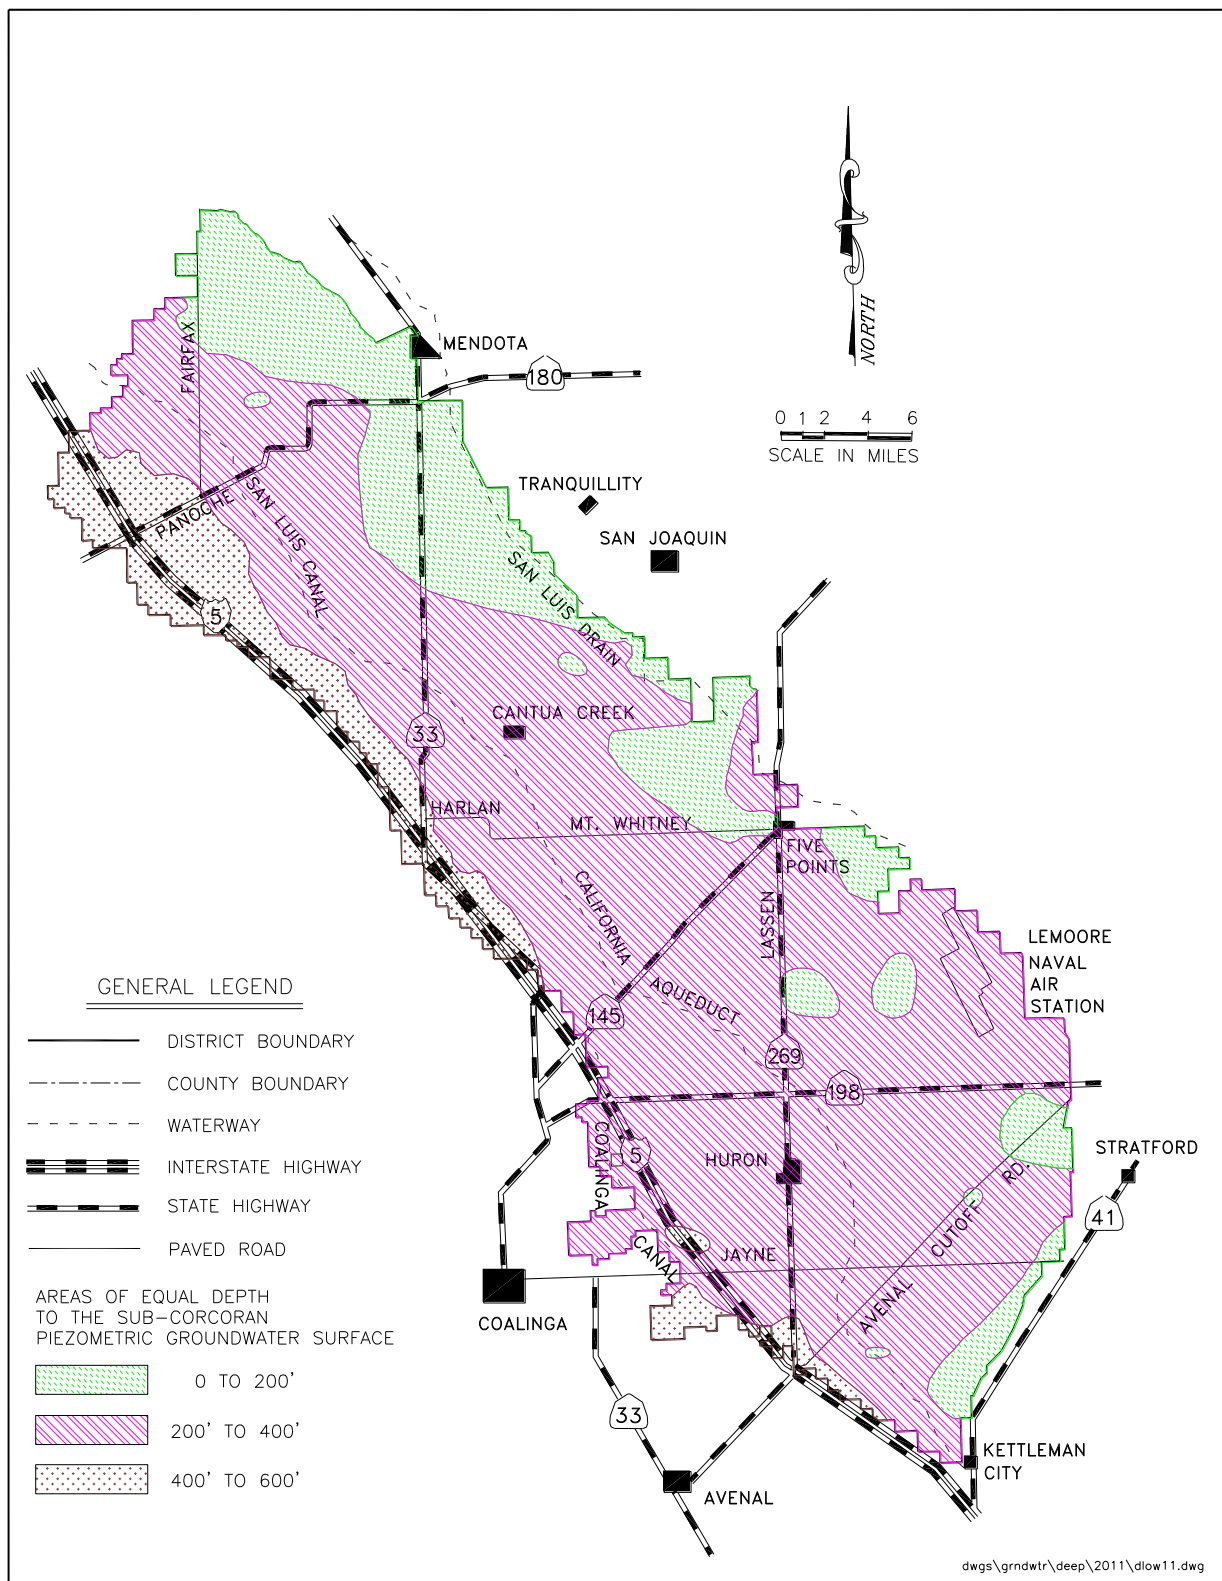 NORTH
MENDOTA
FAIRFAX
180
0 1 2 4 6
SCALE IN MILES
TRANQUILLITY
PANOCHE
SAN LUIS CANAL
SAN JOAQUIN
SAN LUIS DRAIN
5
33
CANTUA CREEK
HARLAN
MT. WHITNEY
FIVE
POINTS
CALIFORNIA
AQUEDUCT
LASSEN
LEMOORE
NAVAL
AIR
STATION
145
269
198
COALINGA
5
HURON
STRATFORD
41
AVENAL CUTOFF RD.
CANAL
JAYNE
COALINGA
33
AVENAL
KETTLEMAN
CITY
GENERAL LEGEND
DISTRICT BOUNDARY
COUNTY BOUNDARY
WATERWAY
INTERSTATE HIGHWAY
STATE HIGHWAY
PAVED ROAD
AREAS OF EQUAL DEPTH
TO THE SUB-CORCORAN
PIEZOMETRIC GROUNDWATER SURFACE
0 TO 200'
200' TO 400'
400' TO 600'
dwgs\grndwtr\deep\2011\dlow11.dwg